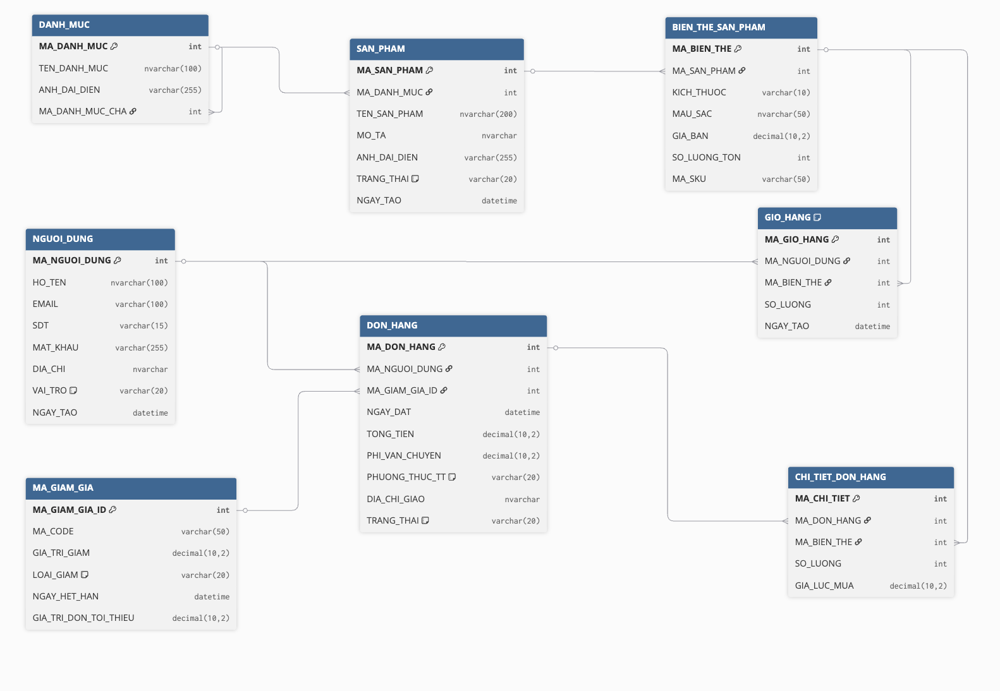 DANH_MUC
MA_DANH_MUC int
TEN_DANH_MUC nvarchar(100)
ANH_DAI_DIEN varchar(255)
MA_DANH_MUC_CHA int
SAN_PHAM
MA_SAN_PHAM int
MA_DANH_MUC int
TEN_SAN_PHAM nvarchar(200)
MO_TA nvarchar
ANH_DAI_DIEN varchar(255)
TRANG_THAI varchar(20)
NGAY_TAO datetime
BIEN_THE_SAN_PHAM
MA_BIEN_THE int
MA_SAN_PHAM int
KICH_THUOC varchar(10)
MAU_SAC nvarchar(50)
GIA_BAN decimal(10,2)
SO_LUONG_TON int
MA_SKU varchar(50)
GIO_HANG
MA_GIO_HANG int
MA_NGUOI_DUNG int
MA_BIEN_THE int
SO_LUONG int
NGAY_TAO datetime
NGUOI_DUNG
MA_NGUOI_DUNG int
HO_TEN nvarchar(100)
EMAIL varchar(100)
SDT varchar(15)
MAT_KHAU varchar(255)
DIA_CHI nvarchar
VAI_TRO varchar(20)
NGAY_TAO datetime
DON_HANG
MA_DON_HANG int
MA_NGUOI_DUNG int
MA_GIAM_GIA_ID int
NGAY_DAT datetime
TONG_TIEN decimal(10,2)
PHI_VAN_CHUYEN decimal(10,2)
PHUONG_THUC_TT varchar(20)
DIA_CHI_GIAO nvarchar
TRANG_THAI varchar(20)
MA_GIAM_GIA
MA_GIAM_GIA_ID int
MA_CODE varchar(50)
GIA_TRI_GIAM decimal(10,2)
LOAI_GIAM varchar(20)
NGAY_HET_HAN datetime
GIA_TRI_DON_TOI_THIEU decimal(10,2)
CHI_TIET_DON_HANG
MA_CHI_TIET int
MA_DON_HANG int
MA_BIEN_THE int
SO_LUONG int
GIA_LUC_MUA decimal(10,2)